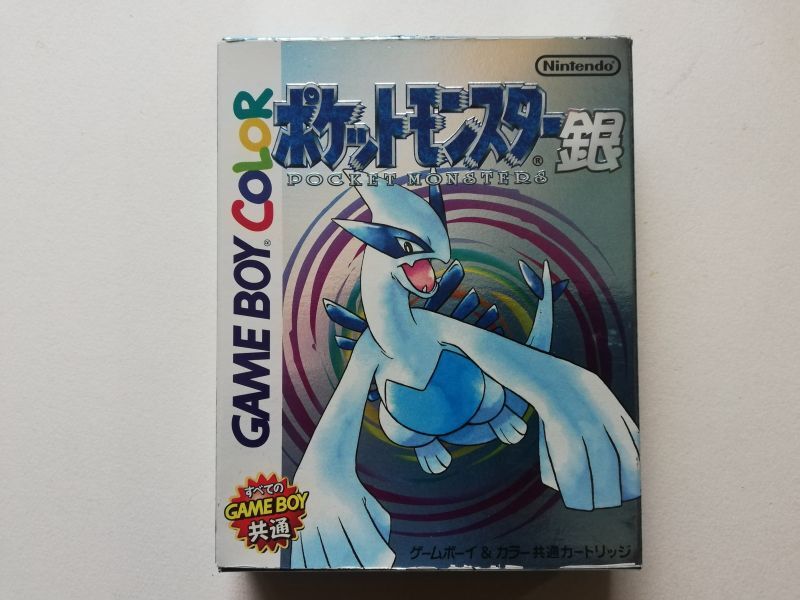 Nintendo
ポケットモンスター銀
POCKET MONSTERS
GAME BOY COLOR
すべての
GAME BOY
共通
ゲームボーイ & カラー共通カートリッジ